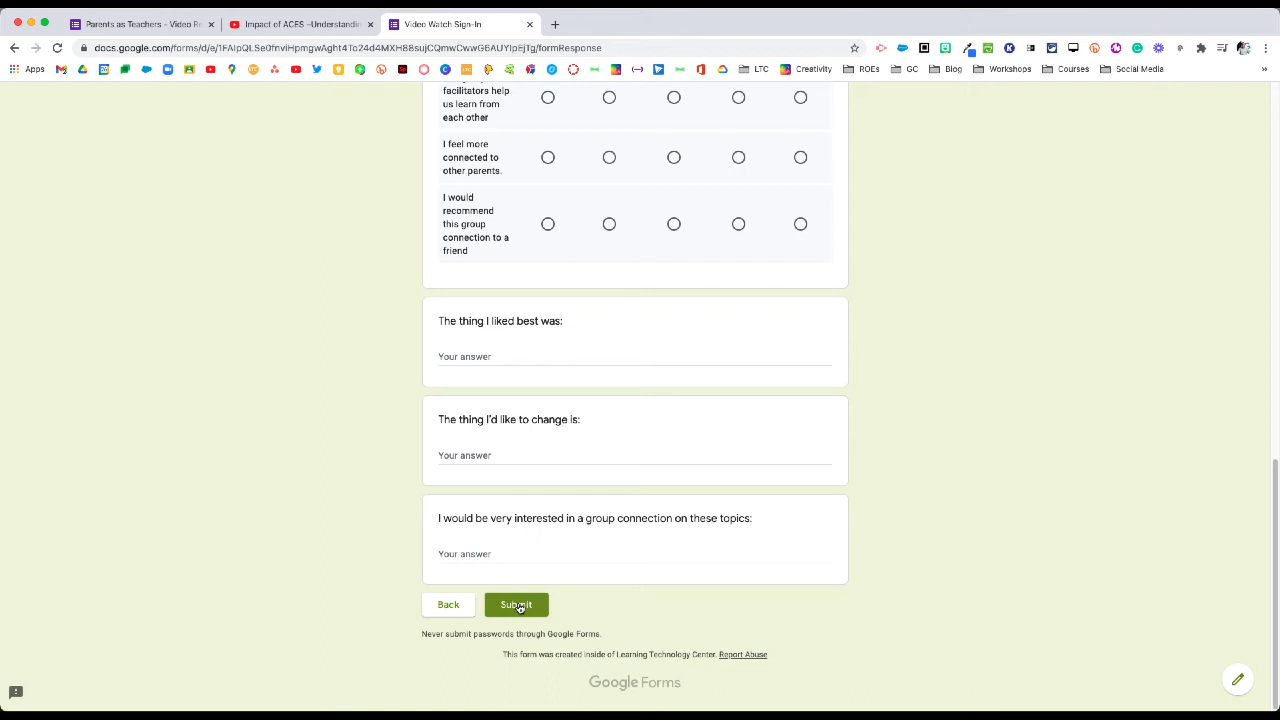 Parents as Teachers - Video Re
Impact of ACES –Understandin
Video Watch Sign-In
docs.google.com/forms/d/e/1FAIpQLSe0fnviHpmgwAght4To24d4MXH88sujCQmwCwwG6AUYlpEjTg/formResponse
Apps
LTC
Creativity
ROEs
GC
Blog
Workshops
Courses
Social Media
facilitators help
us learn from
each other
I feel more
connected to
other parents.
I would
recommend
this group
connection to a
friend
The thing I liked best was:
Your answer
The thing I'd like to change is:
Your answer
I would be very interested in a group connection on these topics:
Your answer
Back
Submit
Never submit passwords through Google Forms.
This form was created inside of Learning Technology Center. Report Abuse
Google Forms